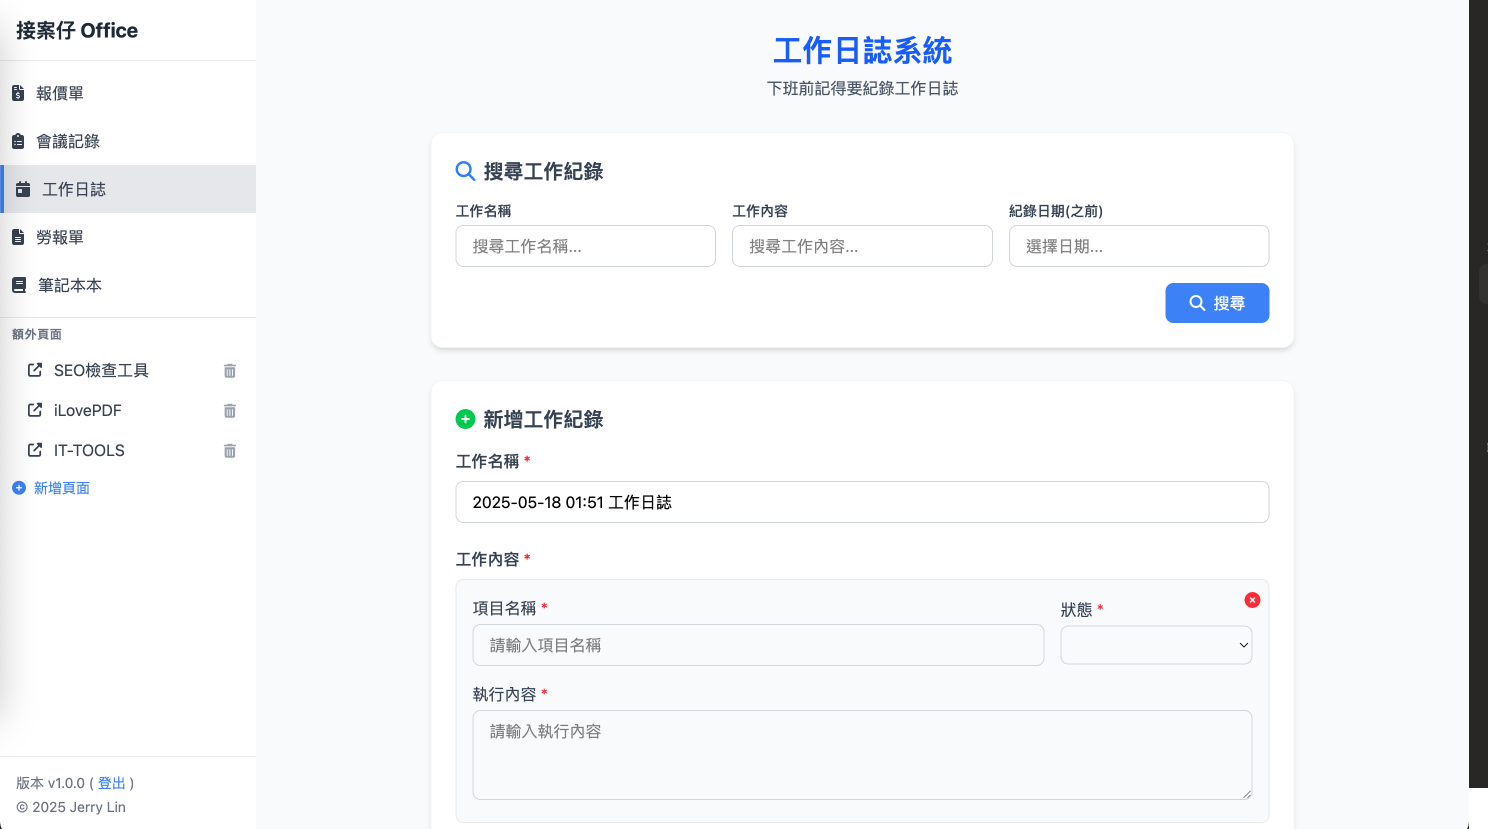 接案仔 Office
報價單
會議記錄
工作日誌
勞報單
筆記本本
額外頁面
SEO檢查工具
iLovePDF
IT-TOOLS
新增頁面
版本 v1.0.0 ( 登出 )
© 2025 Jerry Lin
工作日誌系統
下班前記得要紀錄工作日誌
搜尋工作紀錄
工作名稱 工作內容 紀錄日期(之前)
搜尋工作名稱... 搜尋工作內容... 選擇日期...
搜尋
新增工作紀錄
工作名稱 *
2025-05-18 01:51 工作日誌
工作內容 *
項目名稱 * 狀態 *
請輸入項目名稱
執行內容 *
請輸入執行內容